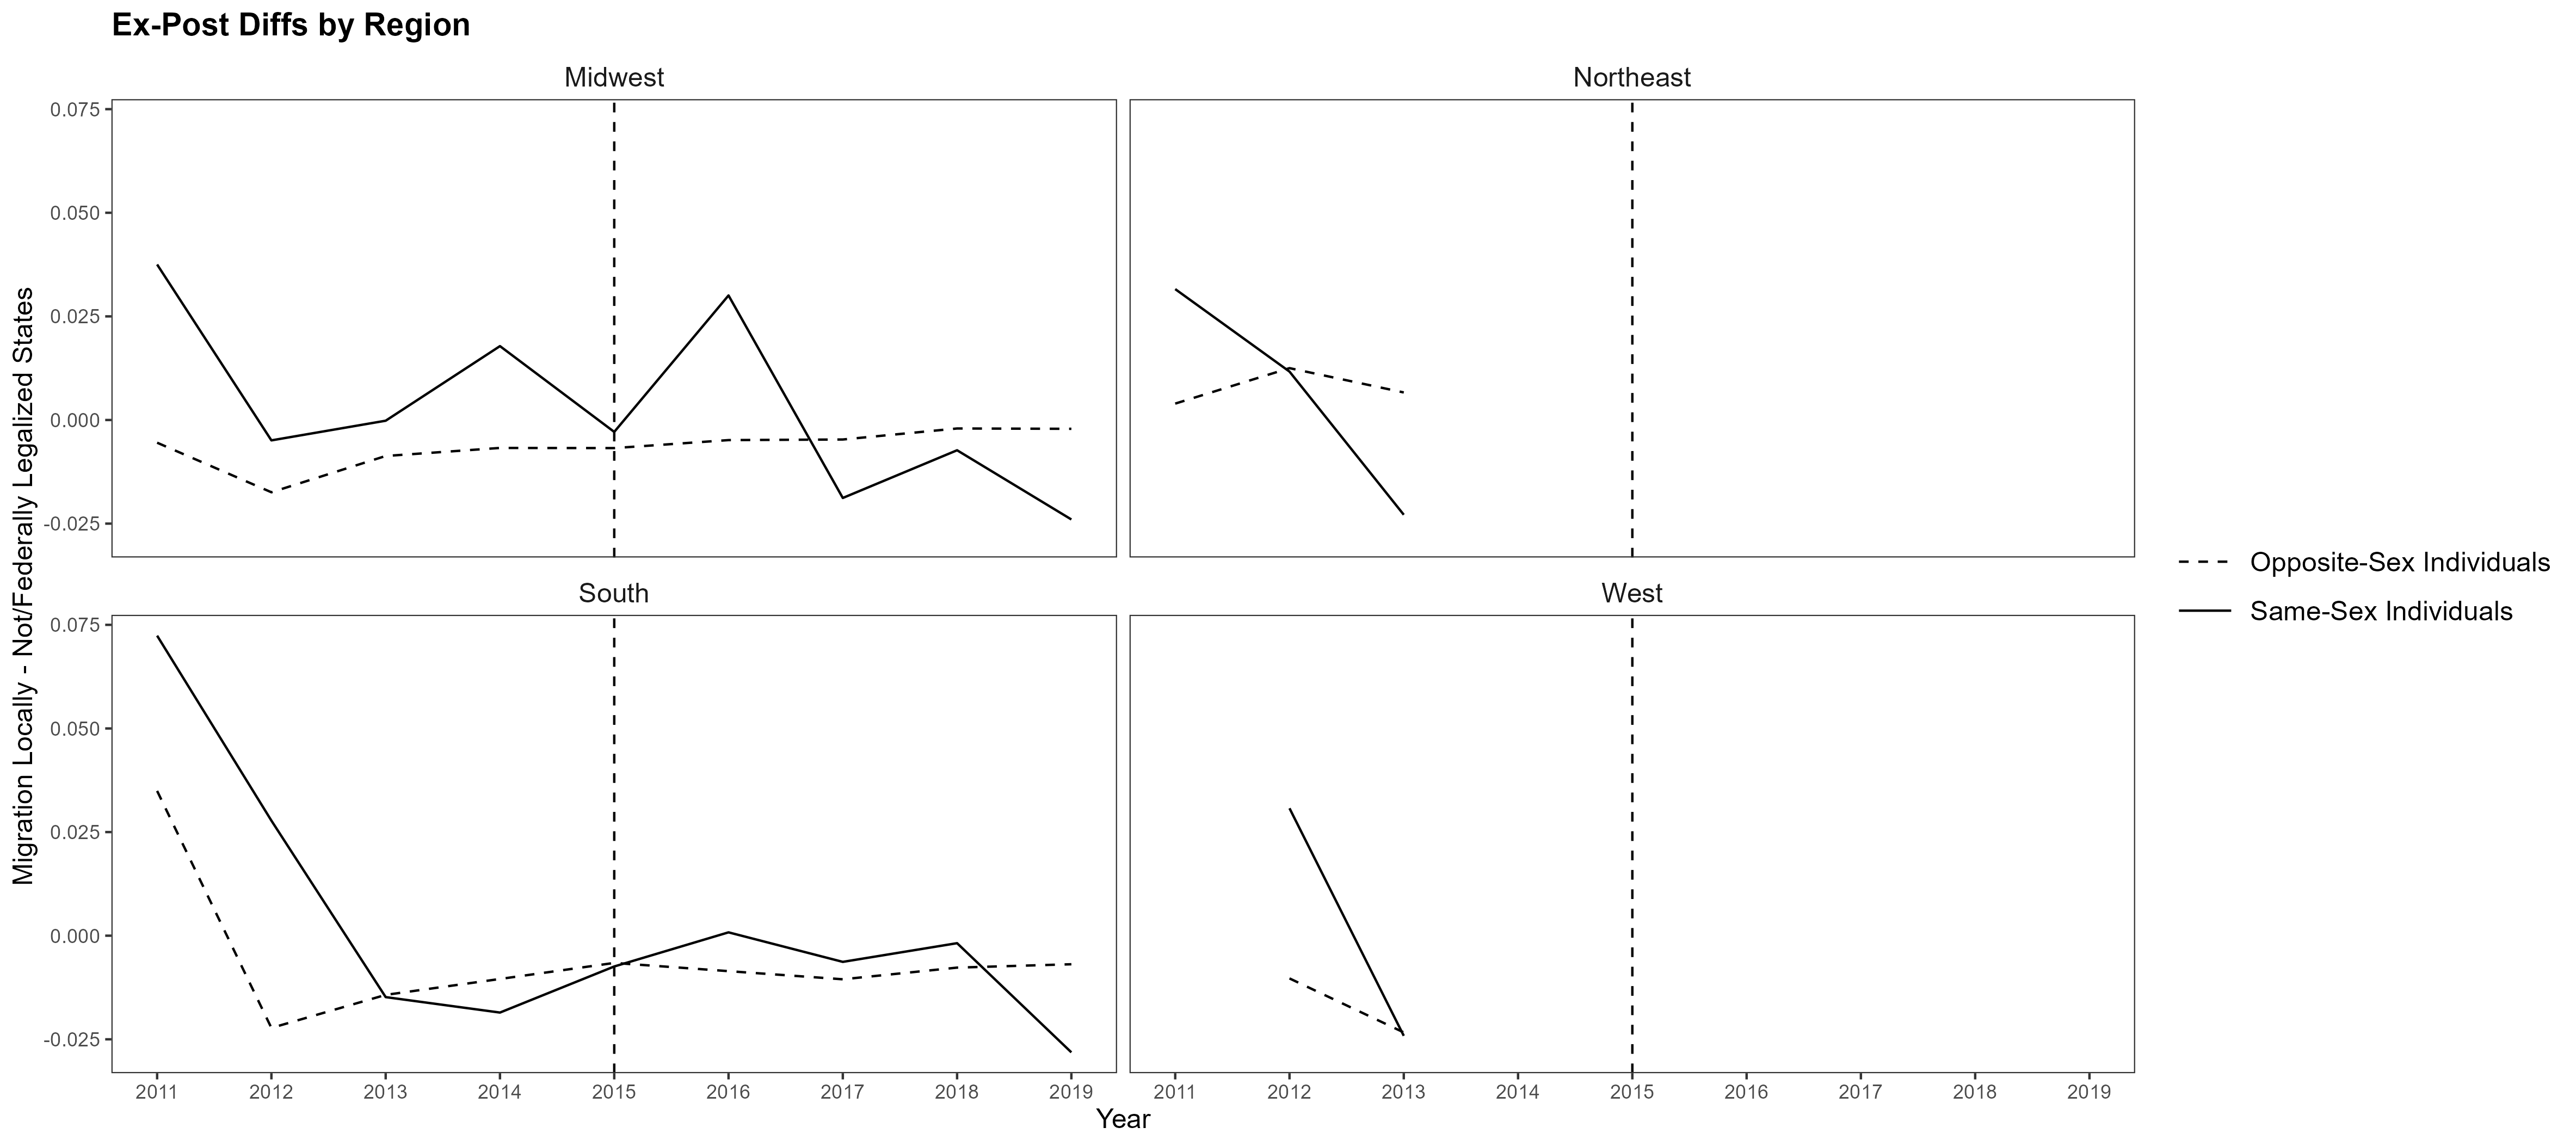 Ex-Post Diffs by Region
Midwest
Northeast
Migration Locally - Not/Federally Legalized States
0.075
0.050
0.025
0.000
-0.025
South
West
0.075
0.050
0.025
0.000
-0.025
2011 2012 2013 2014 2015 2016 2017 2018 2019
2011 2012 2013 2014 2015 2016 2017 2018 2019
Year
Opposite-Sex Individuals
Same-Sex Individuals